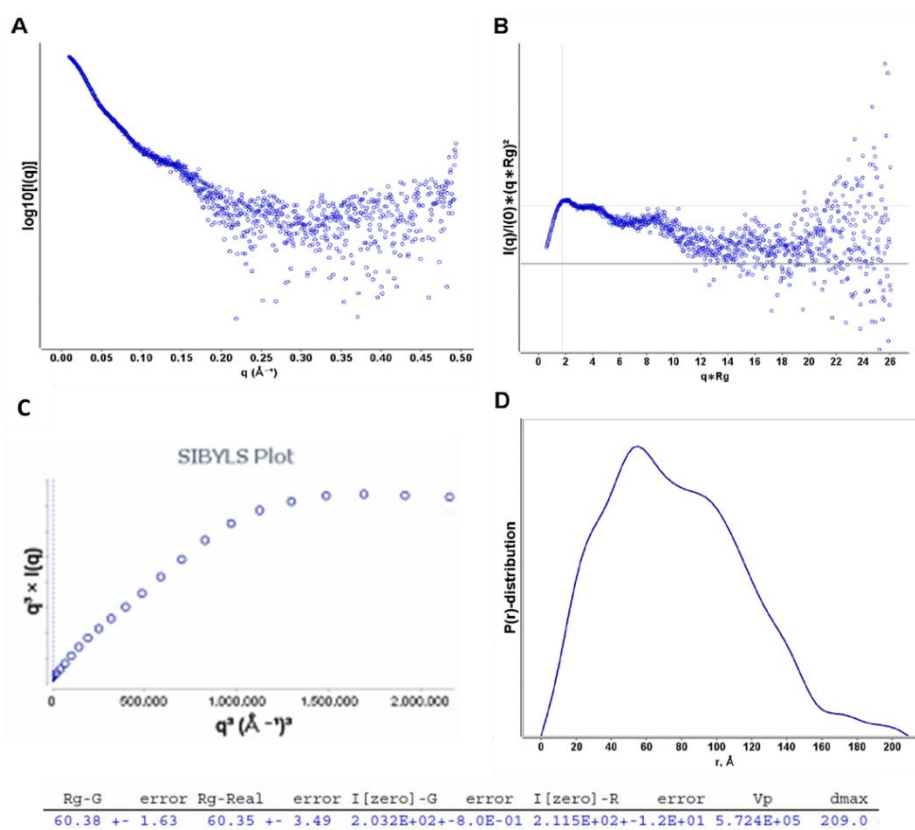 A
log10[I(q)]
0.00 0.05 0.10 0.15 0.20 0.25 0.30 0.35 0.40 0.45 0.50
q (Å⁻¹)
B
I(q)/I(0)*(q*Rg)²
0 2 4 6 8 10 12 14 16 18 20 22 24 26
q*Rg
C
SIBYLS Plot
q³ × I(q)
0 500.000 1.000.000 1.500.000 2.000.000
q³ (Å⁻¹)³
D
P(r)-distribution
0 20 40 60 80 100 120 140 160 180 200
r, Å
Rg-G error Rg-Real error I[zero]-G error I[zero]-R error Vp dmax
60.38 +- 1.63 60.35 +- 3.49 2.032E+02+-8.0E-01 2.115E+02+-1.2E+01 5.724E+05 209.0